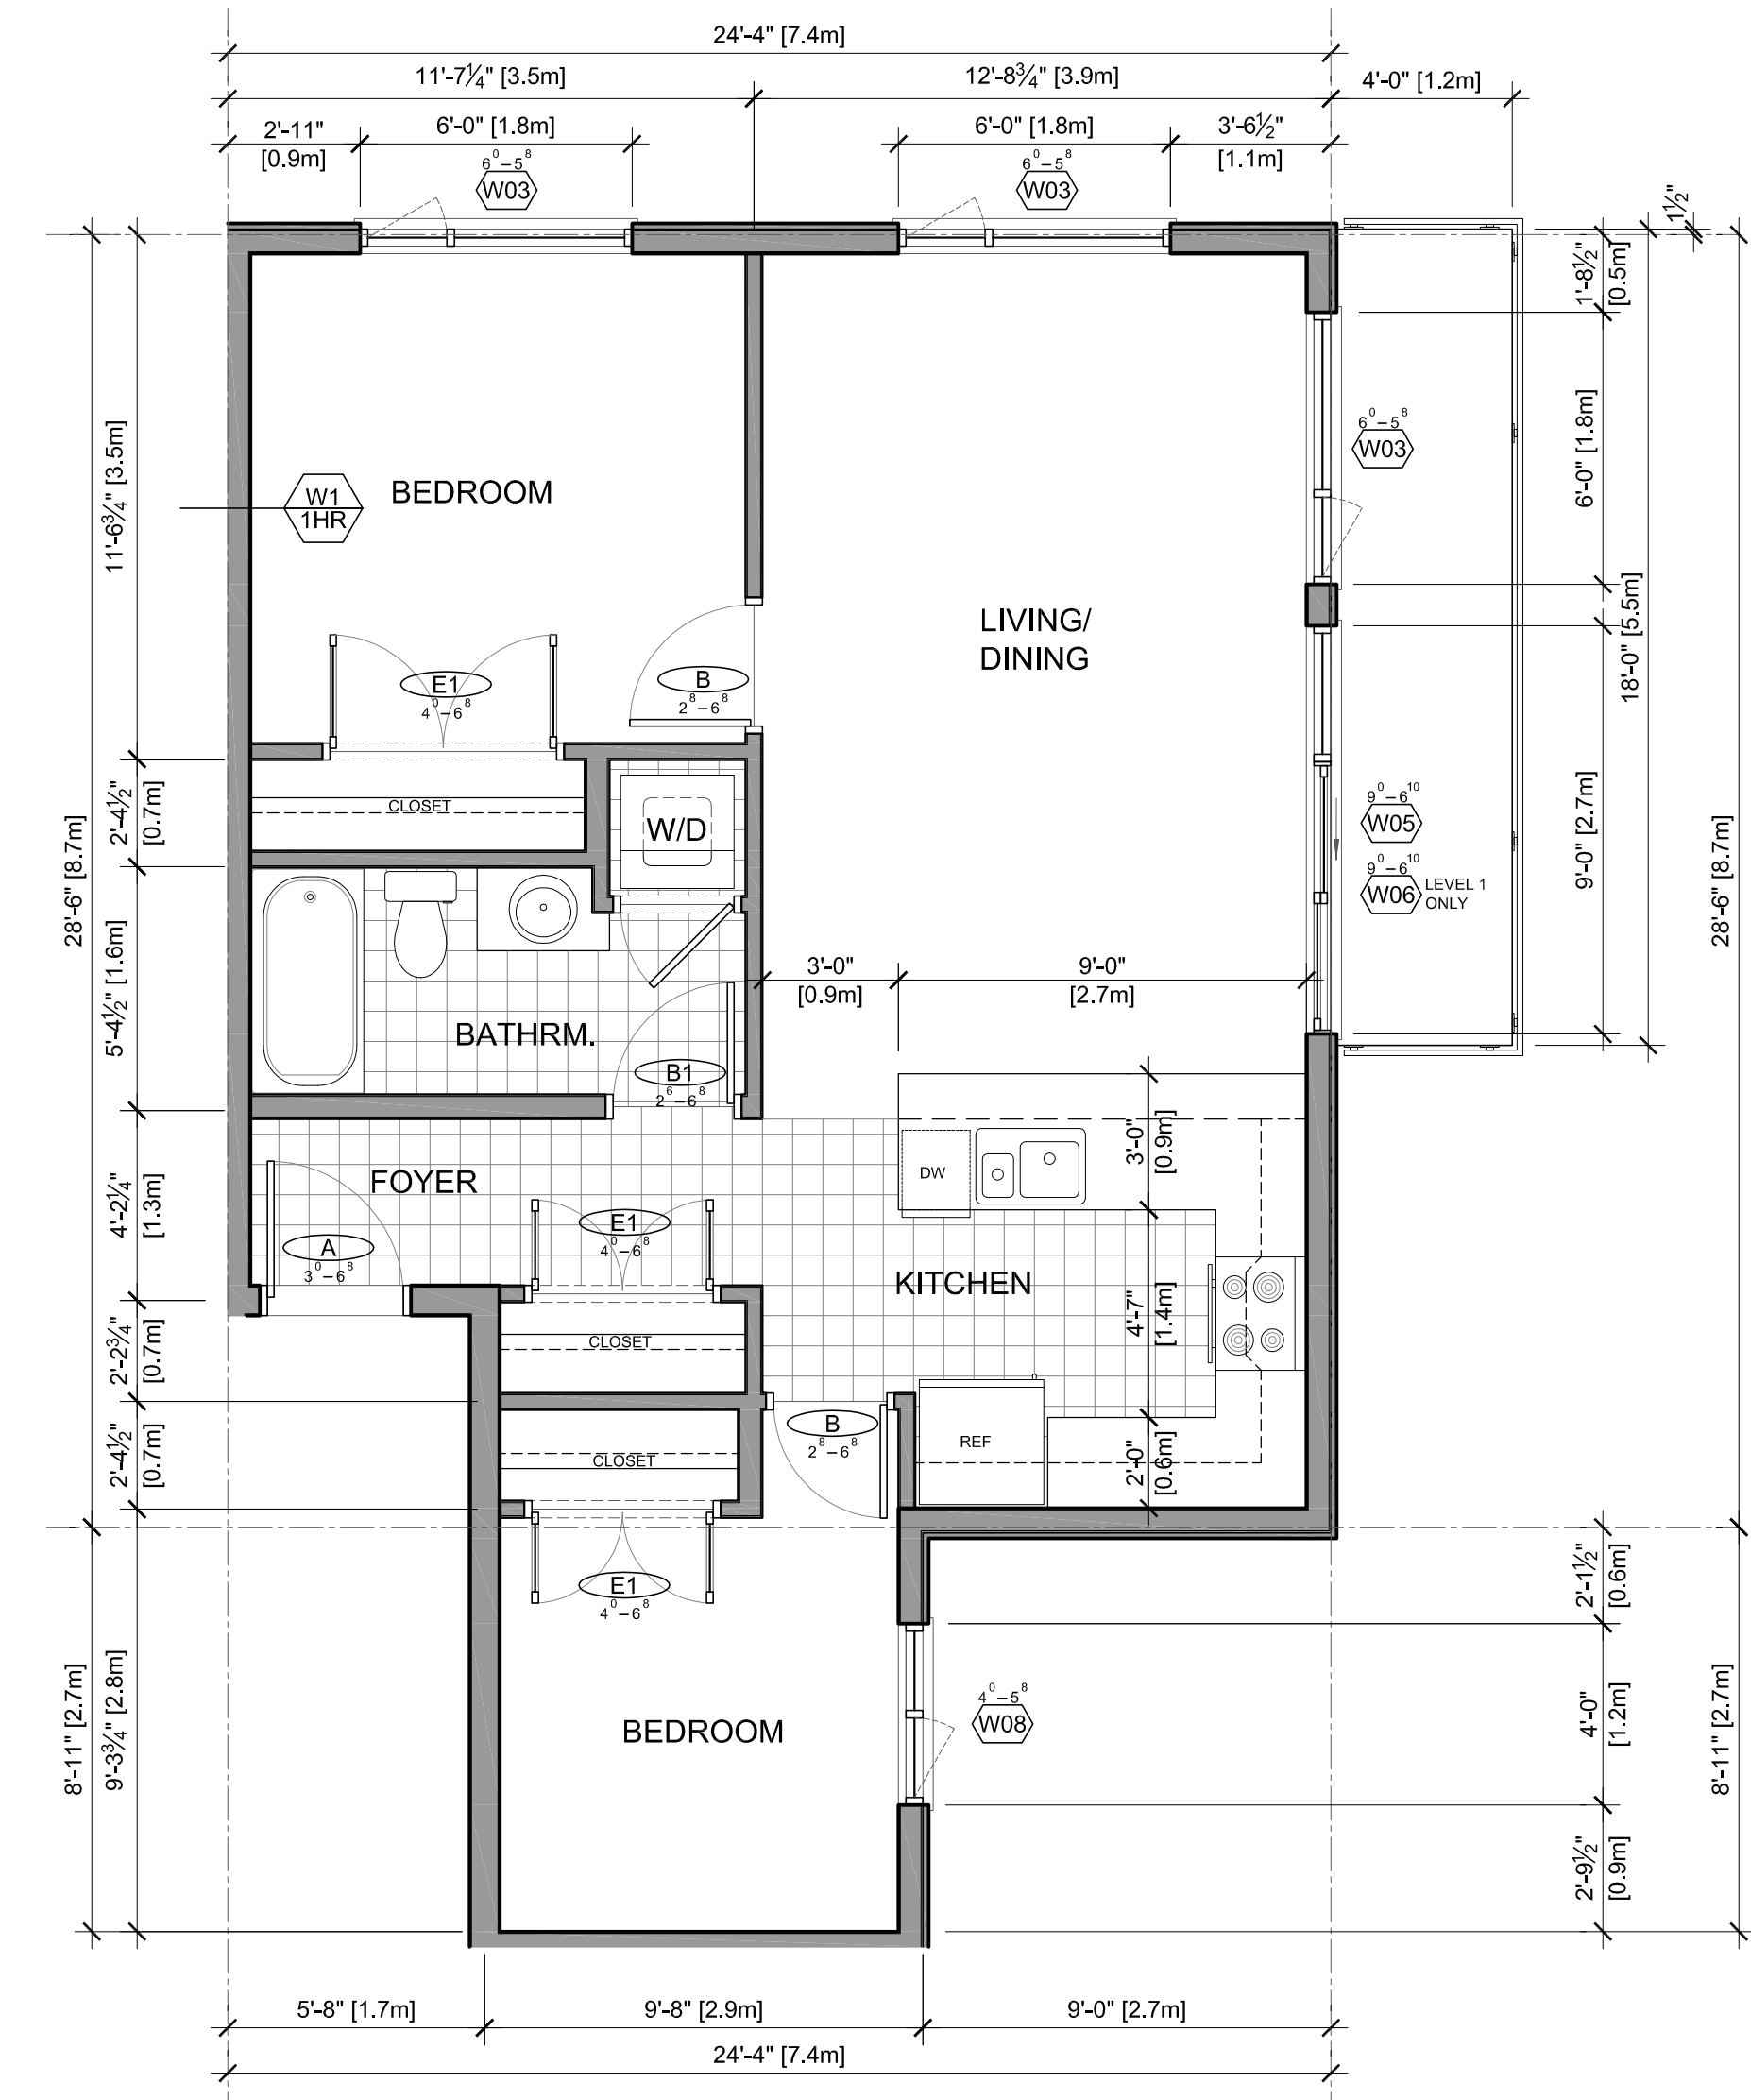 24'-4" [7.4m]
11'-7¼" [3.5m]
12'-8¾" [3.9m]
4'-0" [1.2m]
2'-11"
[0.9m]
6'-0" [1.8m]
6'-0" [1.8m]
3'-6½"
[1.1m]
6⁰–5⁸
W03
6⁰–5⁸
W03
1½"
1'-8½"
[0.5m]
6⁰–5⁸
W03
6'-0" [1.8m]
11'-6¾" [3.5m]
W1
1HR
BEDROOM
LIVING/
DINING
18'-0" [5.5m]
E1
4⁰–6⁸
B
2⁸–6⁸
CLOSET
W/D
2'-4½"
[0.7m]
28'-6" [8.7m]
9⁰–6¹⁰
W05
9⁰–6¹⁰
W06
LEVEL 1
ONLY
9'-0" [2.7m]
28'-6" [8.7m]
5'-4½" [1.6m]
3'-0"
[0.9m]
9'-0"
[2.7m]
BATHRM.
B1
2⁶–6⁸
3'-0"
[0.9m]
DW
FOYER
4'-2¼"
[1.3m]
A
3⁰–6⁸
E1
4⁰–6⁸
KITCHEN
4'-7"
[1.4m]
CLOSET
2'-2¾"
[0.7m]
B
2⁸–6⁸
REF
2'-0"
[0.6m]
CLOSET
2'-4½"
[0.7m]
E1
4⁰–6⁸
2'-1½"
[0.6m]
8'-11" [2.7m]
9'-3¾" [2.8m]
BEDROOM
4⁰–5⁸
W08
4'-0"
[1.2m]
8'-11" [2.7m]
2'-9½"
[0.9m]
5'-8" [1.7m]
9'-8" [2.9m]
9'-0" [2.7m]
24'-4" [7.4m]